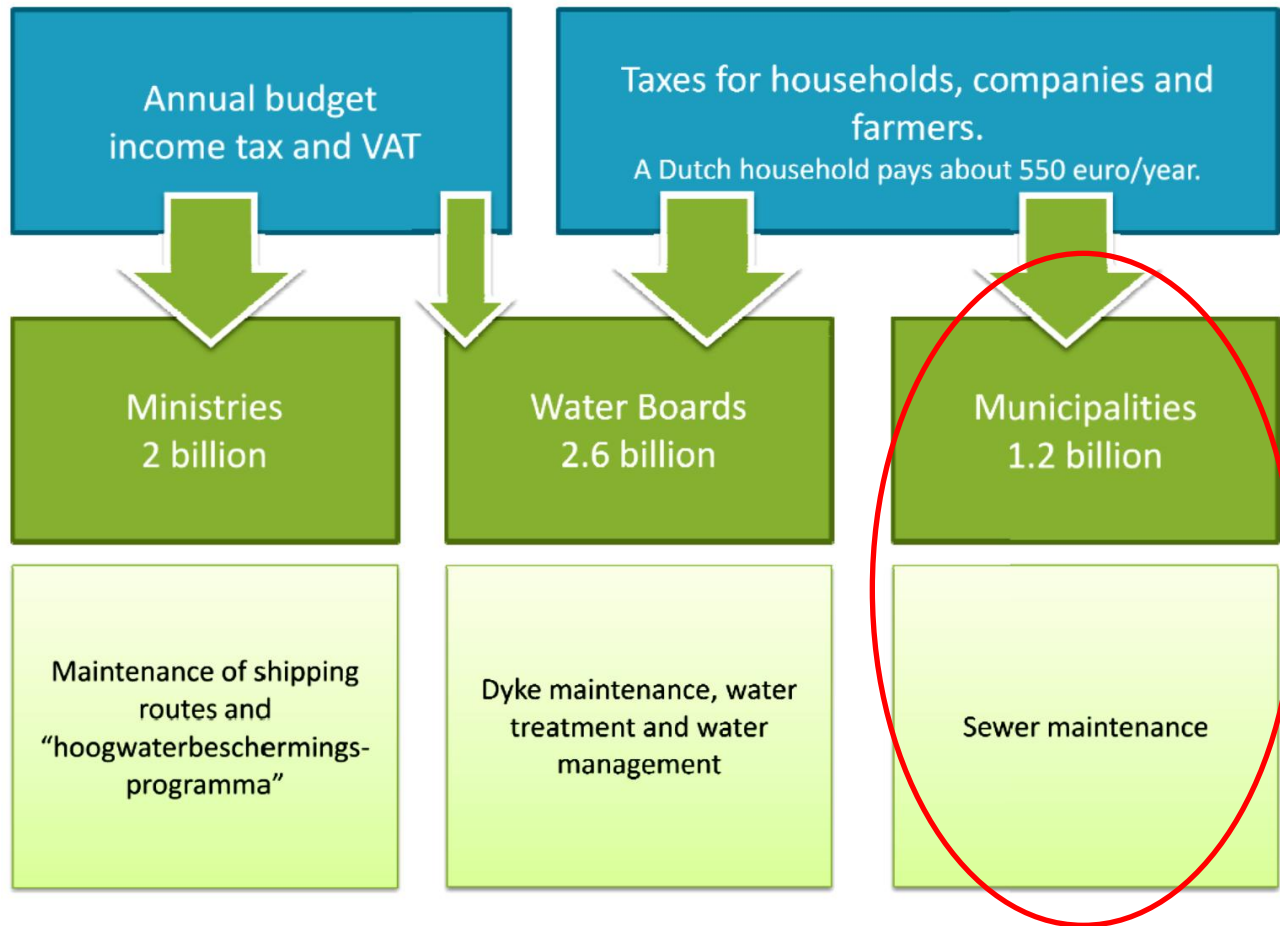 Annual budget
income tax and VAT
Taxes for households, companies and
farmers.
A Dutch household pays about 550 euro/year.
Ministries
2 billion
Water Boards
2.6 billion
Municipalities
1.2 billion
Maintenance of shipping
routes and
“hoogwaterbeschermings-
programma”
Dyke maintenance, water
treatment and water
management
Sewer maintenance